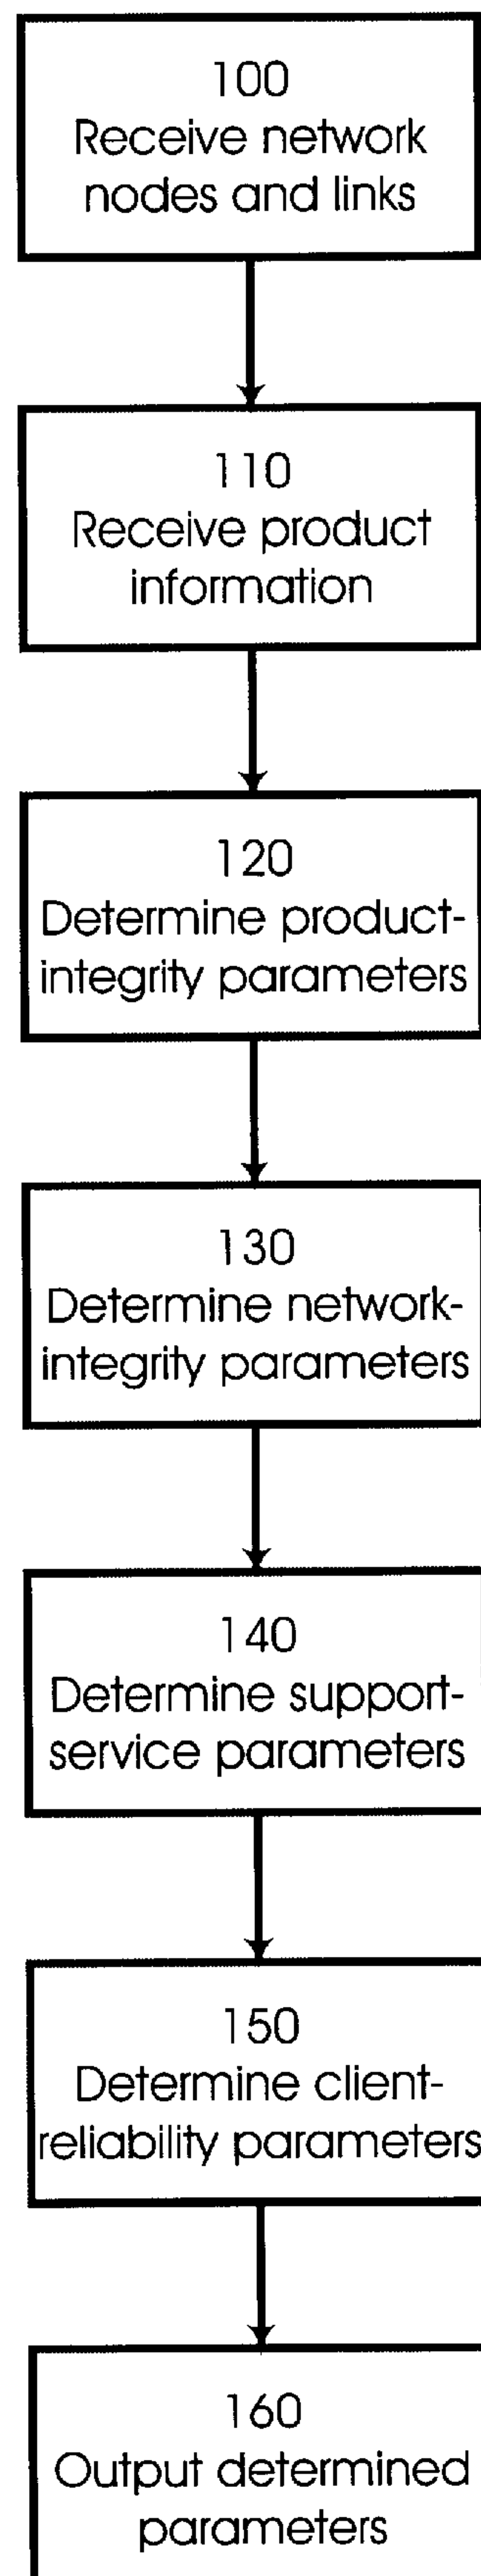 100
Receive network
nodes and links
110
Receive product
information
120
Determine product-
integrity parameters
130
Determine network-
integrity parameters
140
Determine support-
service parameters
150
Determine client-
reliability parameters
160
Output determined
parameters